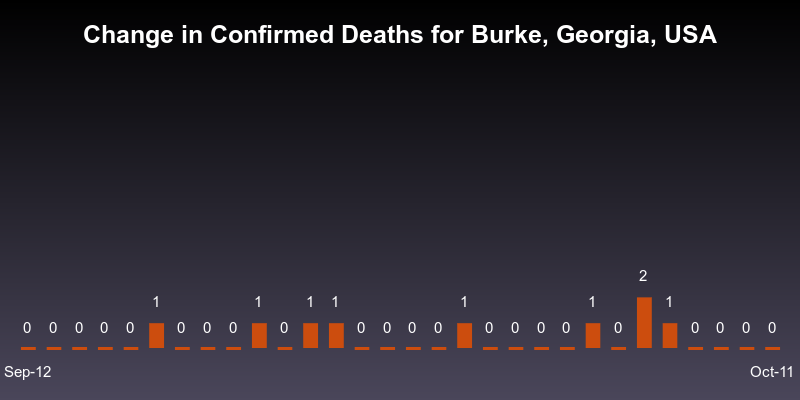 Change in Confirmed Deaths for Burke, Georgia, USA
2
1 1 1 1 1 1 1
0 0 0 0 0 0 0 0 0 0 0 0 0 0 0 0 0 0 0 0 0 0
Sep-12 Oct-11